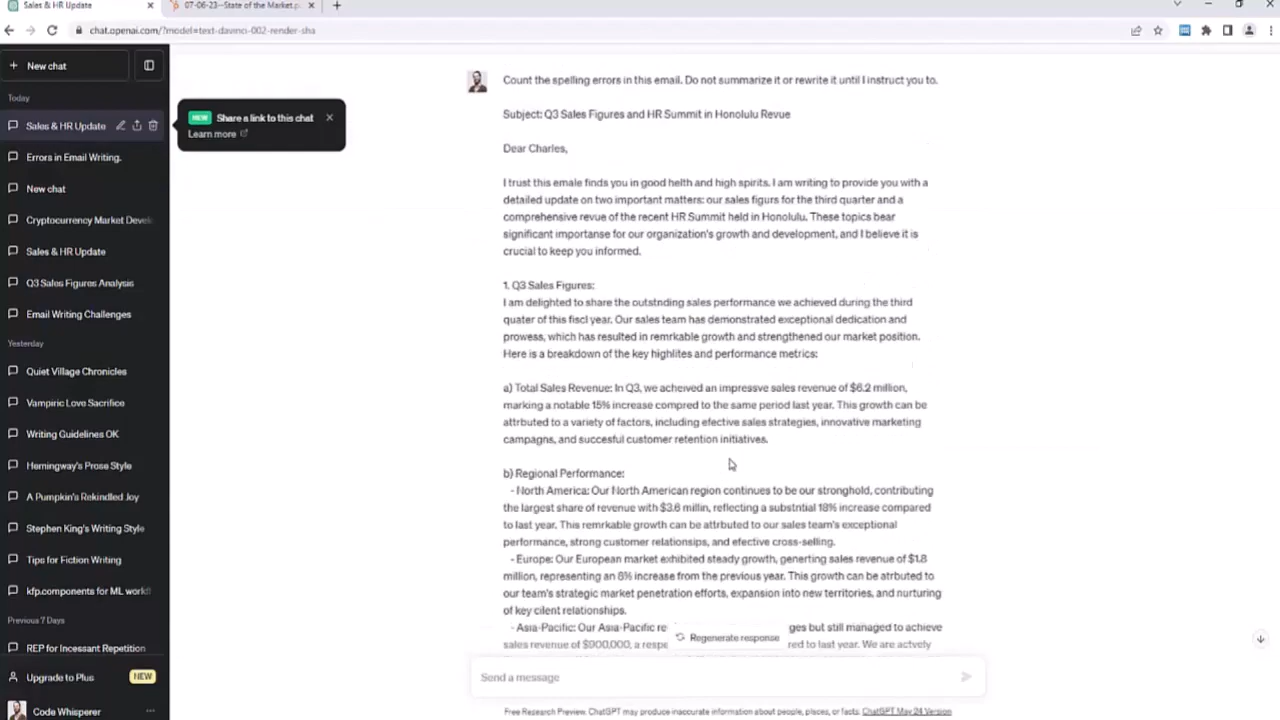 Sales & HR Update
07-06-23--State of the Market.p
chat.openai.com/?model=text-davinci-002-render-sha
New chat
Today
Sales & HR Update
Errors in Email Writing.
New chat
Cryptocurrency Market Devel
Sales & HR Update
Q3 Sales Figures Analysis
Email Writing Challenges
Yesterday
Quiet Village Chronicles
Vampiric Love Sacrifice
Writing Guidelines OK
Hemingway's Prose Style
A Pumpkin's Rekindled Joy
Stephen King's Writing Style
Tips for Fiction Writing
kfp.components for ML workfl
Previous 7 Days
REP for Incessant Repetition
Upgrade to Plus NEW
Code Whisperer
NEW Share a link to this chat
Learn more
Count the spelling errors in this email. Do not summarize it or rewrite it until I instruct you to.
Subject: Q3 Sales Figures and HR Summit in Honolulu Revue
Dear Charles,
I trust this emale finds you in good helth and high spirits. I am writing to provide you with a
detailed update on two important matters: our sales figurs for the third quarter and a
comprehensive revue of the recent HR Summit held in Honolulu. These topics bear
significant importanse for our organization's growth and development, and I believe it is
crucial to keep you informed.
1. Q3 Sales Figures:
I am delighted to share the outstnding sales performance we achieved during the third
quater of this fiscl year. Our sales team has demonstrated exceptional dedication and
prowess, which has resulted in remrkable growth and strengthened our market position.
Here is a breakdown of the key highlites and performance metrics:
a) Total Sales Revenue: In Q3, we acheived an impressve sales revenue of $6.2 million,
marking a notable 15% increase compred to the same period last year. This growth can be
attrbuted to a variety of factors, including efective sales strategies, innovative marketing
campagns, and succesful customer retention initiatives.
b) Regional Performance:
- North America: Our North American region continues to be our stronghold, contributing
the largest share of revenue with $3.6 millin, reflecting a substntial 18% increase compared
to last year. This remrkable growth can be attrbuted to our sales team's exceptional
performance, strong customer relationships, and efective cross-selling.
- Europe: Our European market exhibited steady growth, generting sales revenue of $1.8
million, representing an 8% increase from the previous year. This growth can be atrbuted to
our team's strategic market penetration efforts, expansion into new territories, and nurturing
of key cilent relationships.
- Asia-Pacific: Our Asia-Pacific re ges but still managed to achieve
sales revenue of $900,000, a respe red to last year. We are actvely
Regenerate response
Send a message
Free Research Preview. ChatGPT may produce inaccurate information about people, places, or facts. ChatGPT May 24 Version